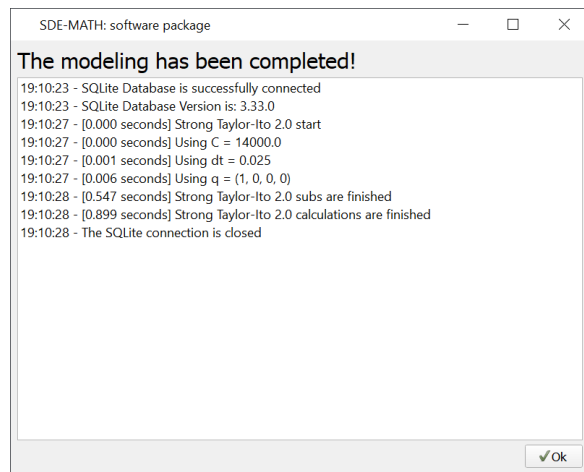 SDE-MATH: software package
The modeling has been completed!
19:10:23 - SQLite Database is successfully connected
19:10:23 - SQLite Database Version is: 3.33.0
19:10:27 - [0.000 seconds] Strong Taylor-Ito 2.0 start
19:10:27 - [0.000 seconds] Using C = 14000.0
19:10:27 - [0.001 seconds] Using dt = 0.025
19:10:27 - [0.006 seconds] Using q = (1, 0, 0, 0)
19:10:28 - [0.547 seconds] Strong Taylor-Ito 2.0 subs are finished
19:10:28 - [0.899 seconds] Strong Taylor-Ito 2.0 calculations are finished
19:10:28 - The SQLite connection is closed
Ok